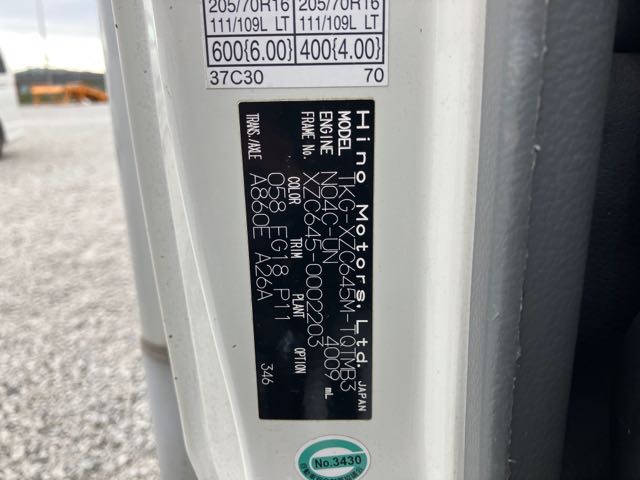 205/70R16 205/70R16
111/109L LT 111/109L LT
600(6.00) 400(4.00)
37C30 70
Hino Motors, Ltd. JAPAN
MODEL TKG-XZC645M-TQTMB3
ENGINE N04C-UN 4009 mL
FRAME No. XZC645-0002203
COLOR TRIM PLANT OPTION
058 EG18 P11
TRANS./AXLE A860E A26A
346
No.3430